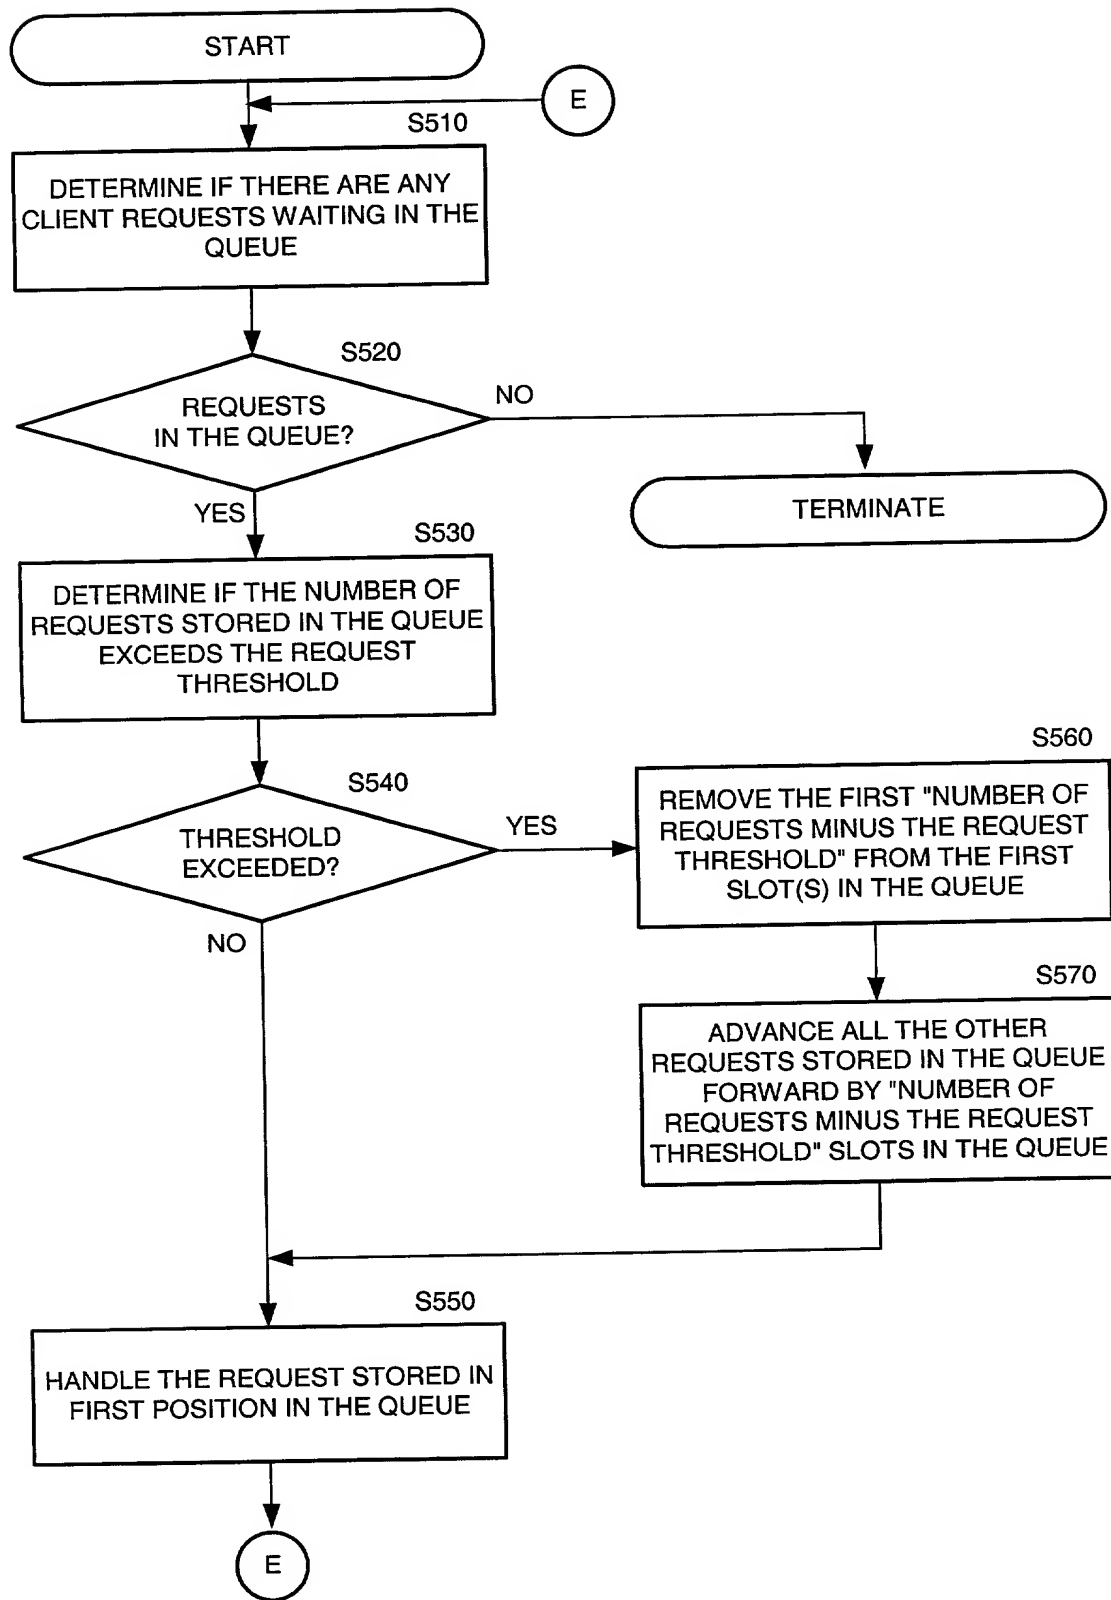 START
E
S510
DETERMINE IF THERE ARE ANY
CLIENT REQUESTS WAITING IN THE
QUEUE
S520
REQUESTS
IN THE QUEUE?
NO
TERMINATE
YES
S530
DETERMINE IF THE NUMBER OF
REQUESTS STORED IN THE QUEUE
EXCEEDS THE REQUEST
THRESHOLD
S540
THRESHOLD
EXCEEDED?
YES
S560
REMOVE THE FIRST "NUMBER OF
REQUESTS MINUS THE REQUEST
THRESHOLD" FROM THE FIRST
SLOT(S) IN THE QUEUE
NO
S570
ADVANCE ALL THE OTHER
REQUESTS STORED IN THE QUEUE
FORWARD BY "NUMBER OF
REQUESTS MINUS THE REQUEST
THRESHOLD" SLOTS IN THE QUEUE
S550
HANDLE THE REQUEST STORED IN
FIRST POSITION IN THE QUEUE
E